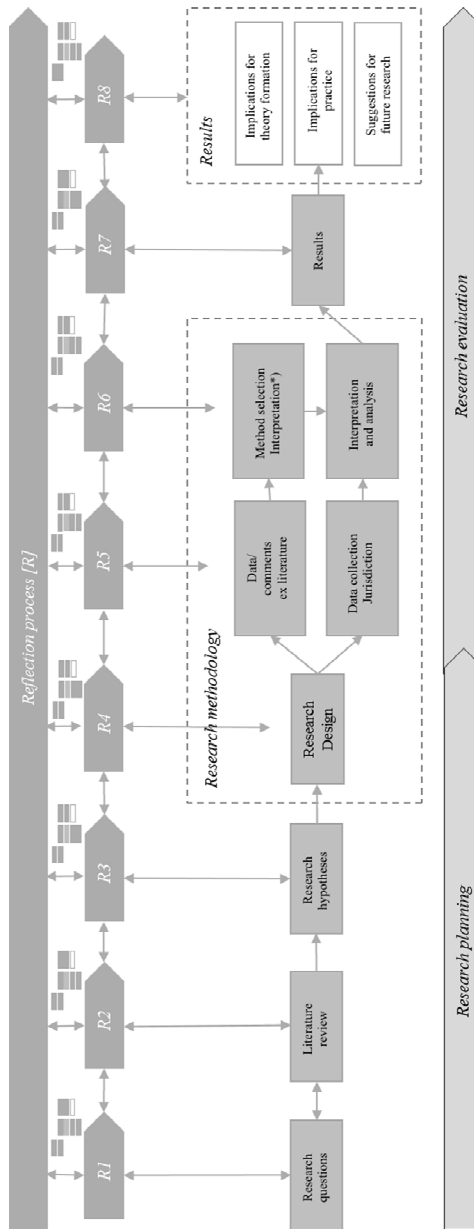 Reflection process [R]
R1
R2
R3
R4
R5
R6
R7
R8
Research
questions
Literature
review
Research
hypotheses
Research methodology
Research
Design
Data/
comments
ex literature
Data collection
Jurisdiction
Method selection
Interpretation*)
Interpretation
and analysis
Results
Results
Implications for
theory formation
Implications for
practice
Suggestions for
future research
Research planning
Research evaluation